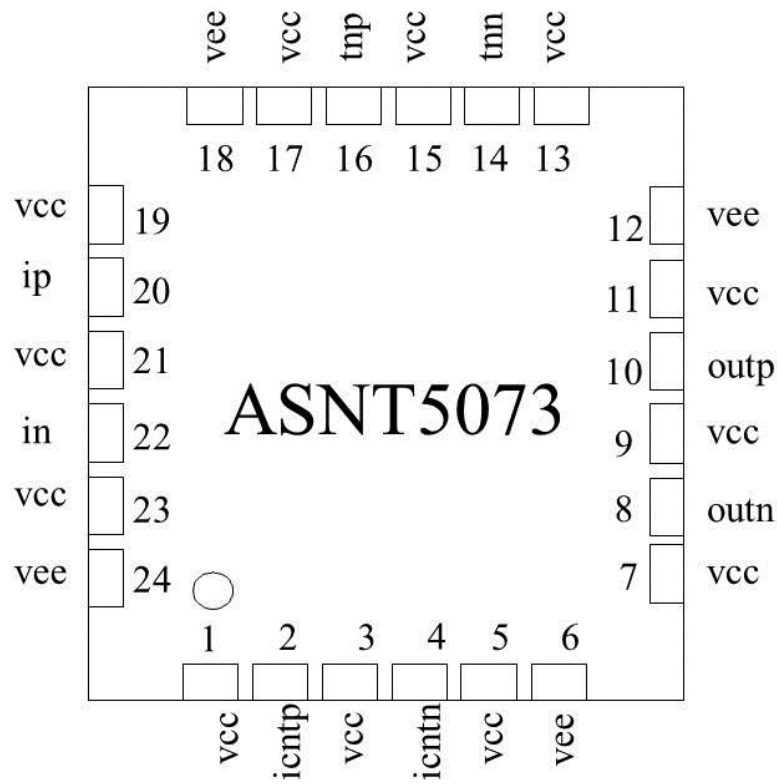 vee vcc tnp vcc tnn vcc
18 17 16 15 14 13
vcc 19
ip 20
vcc 21
in 22
vcc 23
vee 24
12 vee
11 vcc
10 outp
9 vcc
8 outn
7 vcc
ASNT5073
1 2 3 4 5 6
vcc icntp vcc icntn vcc vee